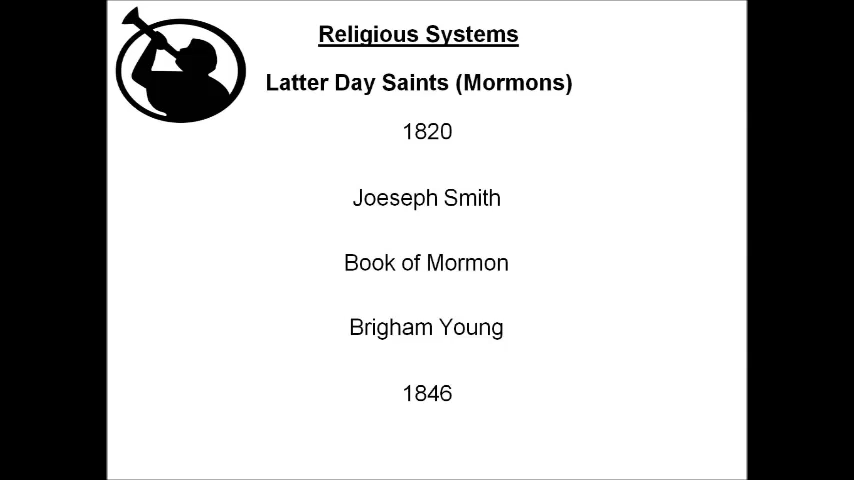 Religious Systems
Latter Day Saints (Mormons)
1820
Joeseph Smith
Book of Mormon
Brigham Young
1846